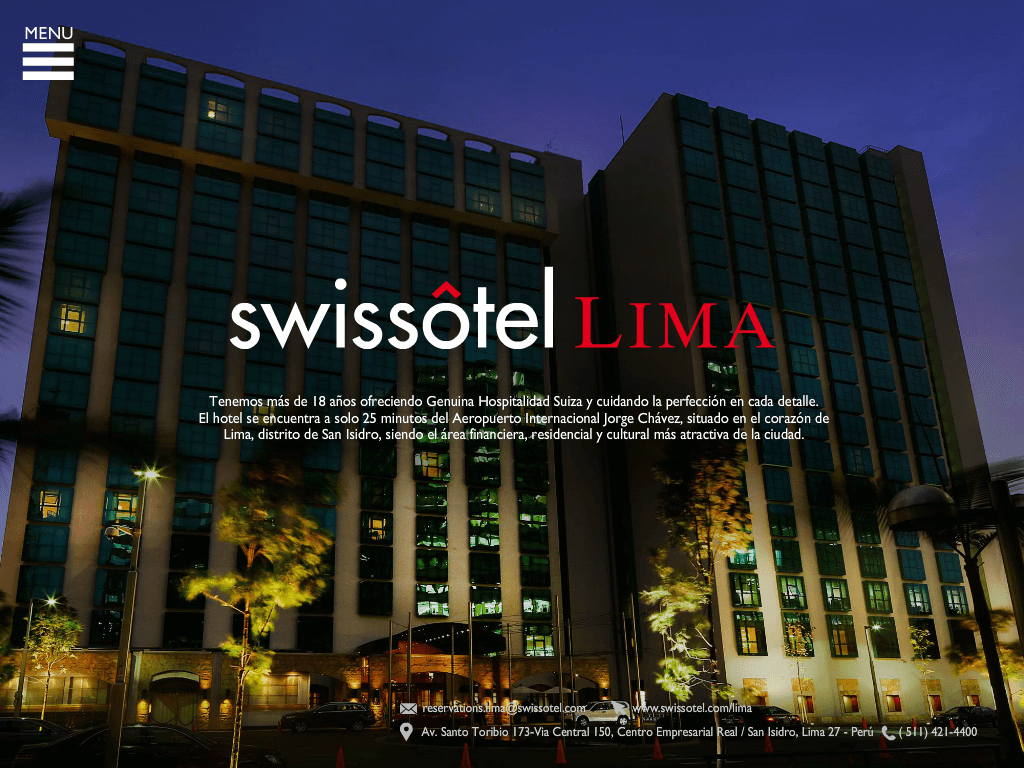 MENU
swissôtel LIMA
Tenemos más de 18 años ofreciendo Genuina Hospitalidad Suiza y cuidando la perfección en cada detalle.
El hotel se encuentra a solo 25 minutos del Aeropuerto Internacional Jorge Chávez, situado en el corazón de
Lima, distrito de San Isidro, siendo el área financiera, residencial y cultural más atractiva de la ciudad.
reservations.lima@swissotel.com www.swissotel.com/lima
Av. Santo Toribio 173-Via Central 150, Centro Empresarial Real / San Isidro, Lima 27 - Perú ( 511) 421-4400